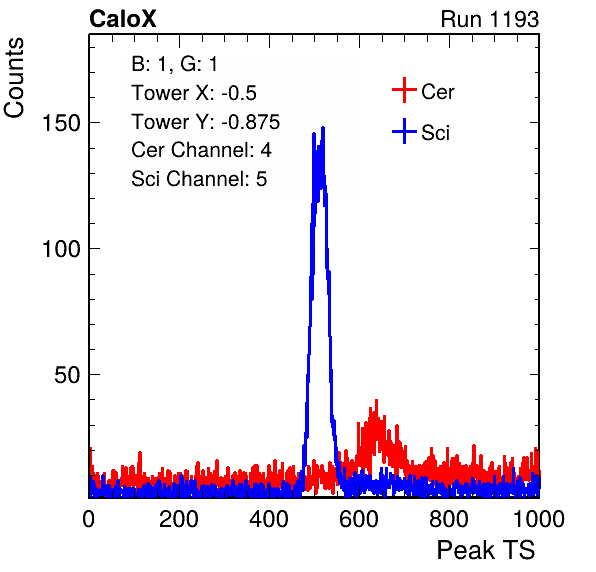 CaloX Run 1193
Counts
B: 1, G: 1
Tower X: -0.5
Tower Y: -0.875
Cer Channel: 4
Sci Channel: 5
Cer
Sci
150
100
50
0 200 400 600 800 1000
Peak TS